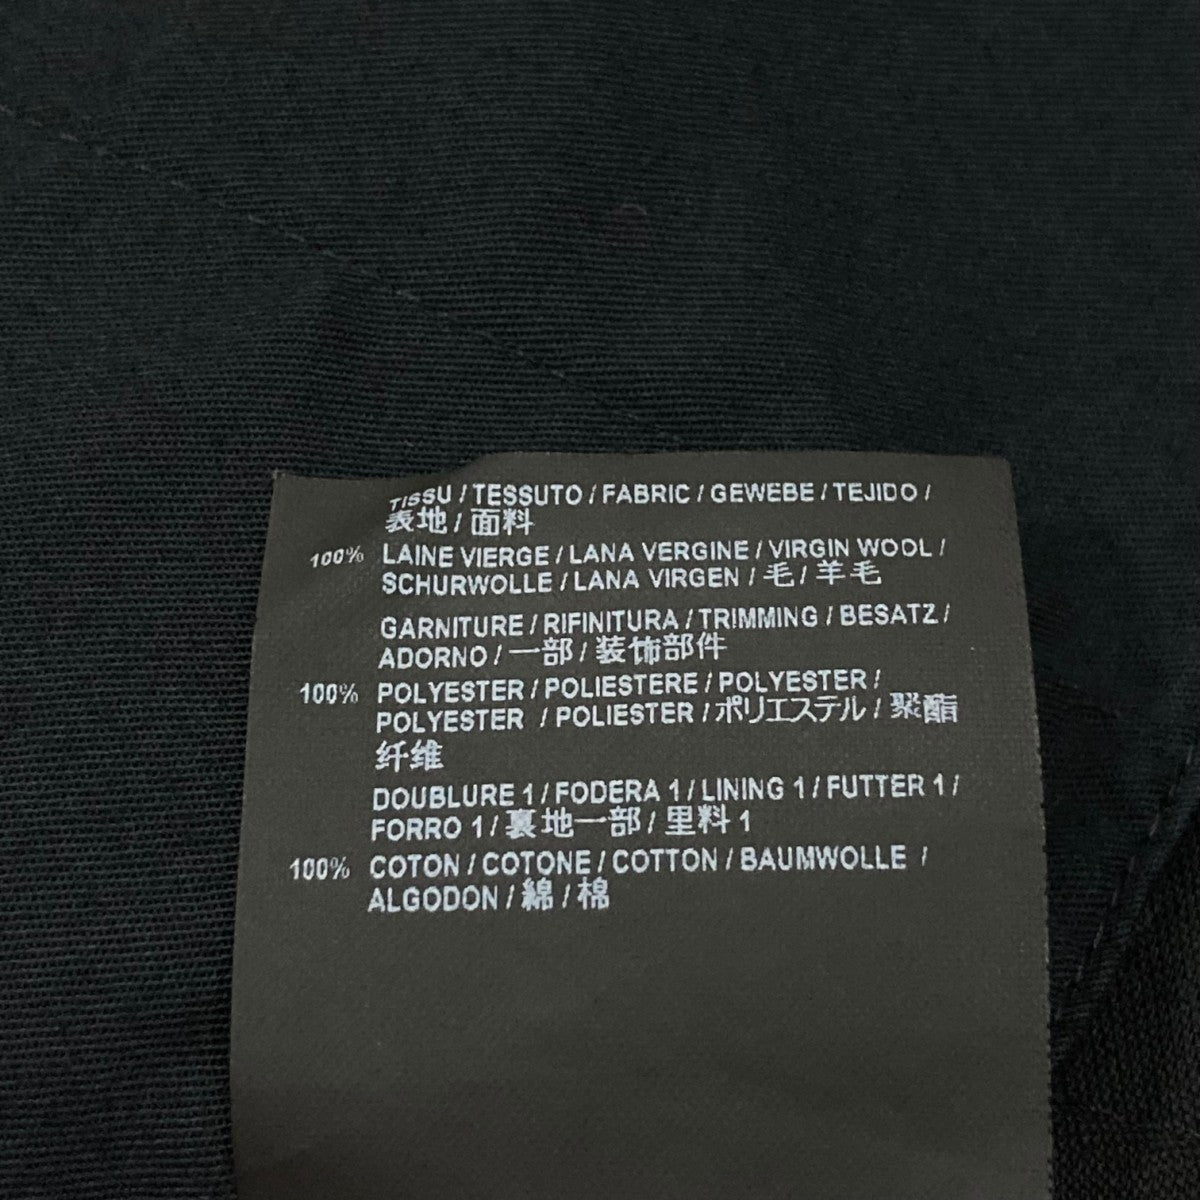 TISSU / TESSUTO / FABRIC / GEWEBE / TEJIDO /
表地 / 面料
100% LAINE VIERGE / LANA VERGINE / VIRGIN WOOL /
SCHURWOLLE / LANA VIRGEN / 毛 / 羊毛
GARNITURE / RIFINITURA / TRIMMING / BESATZ /
ADORNO / 一部 / 装饰部件
100% POLYESTER / POLIESTERE / POLYESTER /
POLYESTER / POLIESTER / ポリエステル / 聚酯
纤维
DOUBLURE 1 / FODERA 1 / LINING 1 / FUTTER 1 /
FORRO 1 / 裏地一部 / 里料 1
100% COTON / COTONE / COTTON / BAUMWOLLE /
ALGODON / 綿 / 棉